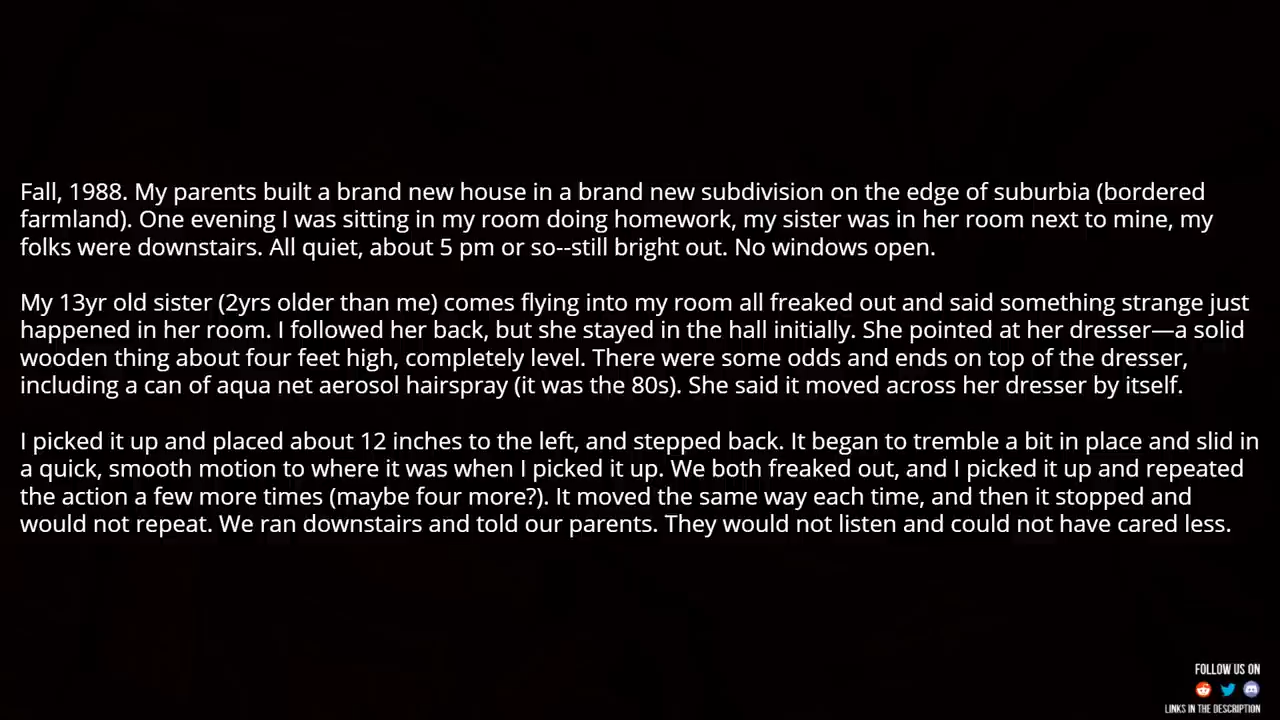 Fall, 1988. My parents built a brand new house in a brand new subdivision on the edge of suburbia (bordered
farmland). One evening I was sitting in my room doing homework, my sister was in her room next to mine, my
folks were downstairs. All quiet, about 5 pm or so--still bright out. No windows open.
My 13yr old sister (2yrs older than me) comes flying into my room all freaked out and said something strange just
happened in her room. I followed her back, but she stayed in the hall initially. She pointed at her dresser—a solid
wooden thing about four feet high, completely level. There were some odds and ends on top of the dresser,
including a can of aqua net aerosol hairspray (it was the 80s). She said it moved across her dresser by itself.
I picked it up and placed about 12 inches to the left, and stepped back. It began to tremble a bit in place and slid in
a quick, smooth motion to where it was when I picked it up. We both freaked out, and I picked it up and repeated
the action a few more times (maybe four more?). It moved the same way each time, and then it stopped and
would not repeat. We ran downstairs and told our parents. They would not listen and could not have cared less.
FOLLOW US ON
LINKS IN THE DESCRIPTION